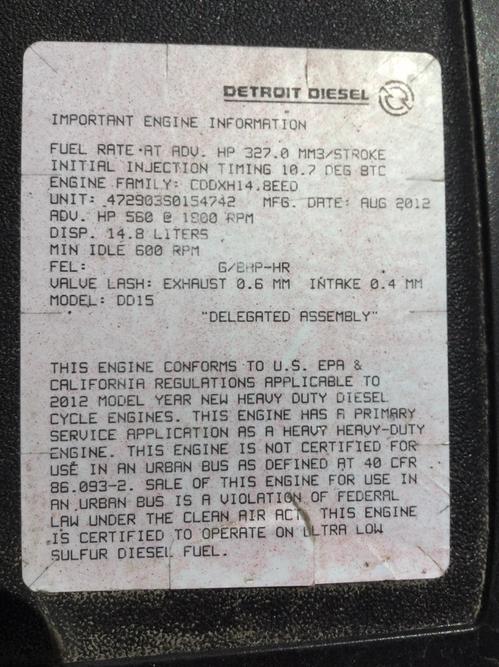 DETROIT DIESEL
IMPORTANT ENGINE INFORMATION
FUEL RATE AT ADV. HP 327.0 MM3/STROKE
INITIAL INJECTION TIMING 10.7 DEG BTC
ENGINE FAMILY: CDDXH14.8EED
UNIT: 472903S0154742 MFG. DATE: AUG 2012
ADV. HP 560 @ 1800 RPM
DISP. 14.8 LITERS
MIN IDLE 600 RPM
FEL: G/BHP-HR
VALVE LASH: EXHAUST 0.6 MM INTAKE 0.4 MM
MODEL: DD15
"DELEGATED ASSEMBLY"
THIS ENGINE CONFORMS TO U.S. EPA &
CALIFORNIA REGULATIONS APPLICABLE TO
2012 MODEL YEAR NEW HEAVY DUTY DIESEL
CYCLE ENGINES. THIS ENGINE HAS A PRIMARY
SERVICE APPLICATION AS A HEAVY HEAVY-DUTY
ENGINE. THIS ENGINE IS NOT CERTIFIED FOR
USE IN AN URBAN BUS AS DEFINED AT 40 CFR
86.093-2. SALE OF THIS ENGINE FOR USE IN
AN URBAN BUS IS A VIOLATION OF FEDERAL
LAW UNDER THE CLEAN AIR ACT. THIS ENGINE
IS CERTIFIED TO OPERATE ON ULTRA LOW
SULFUR DIESEL FUEL.